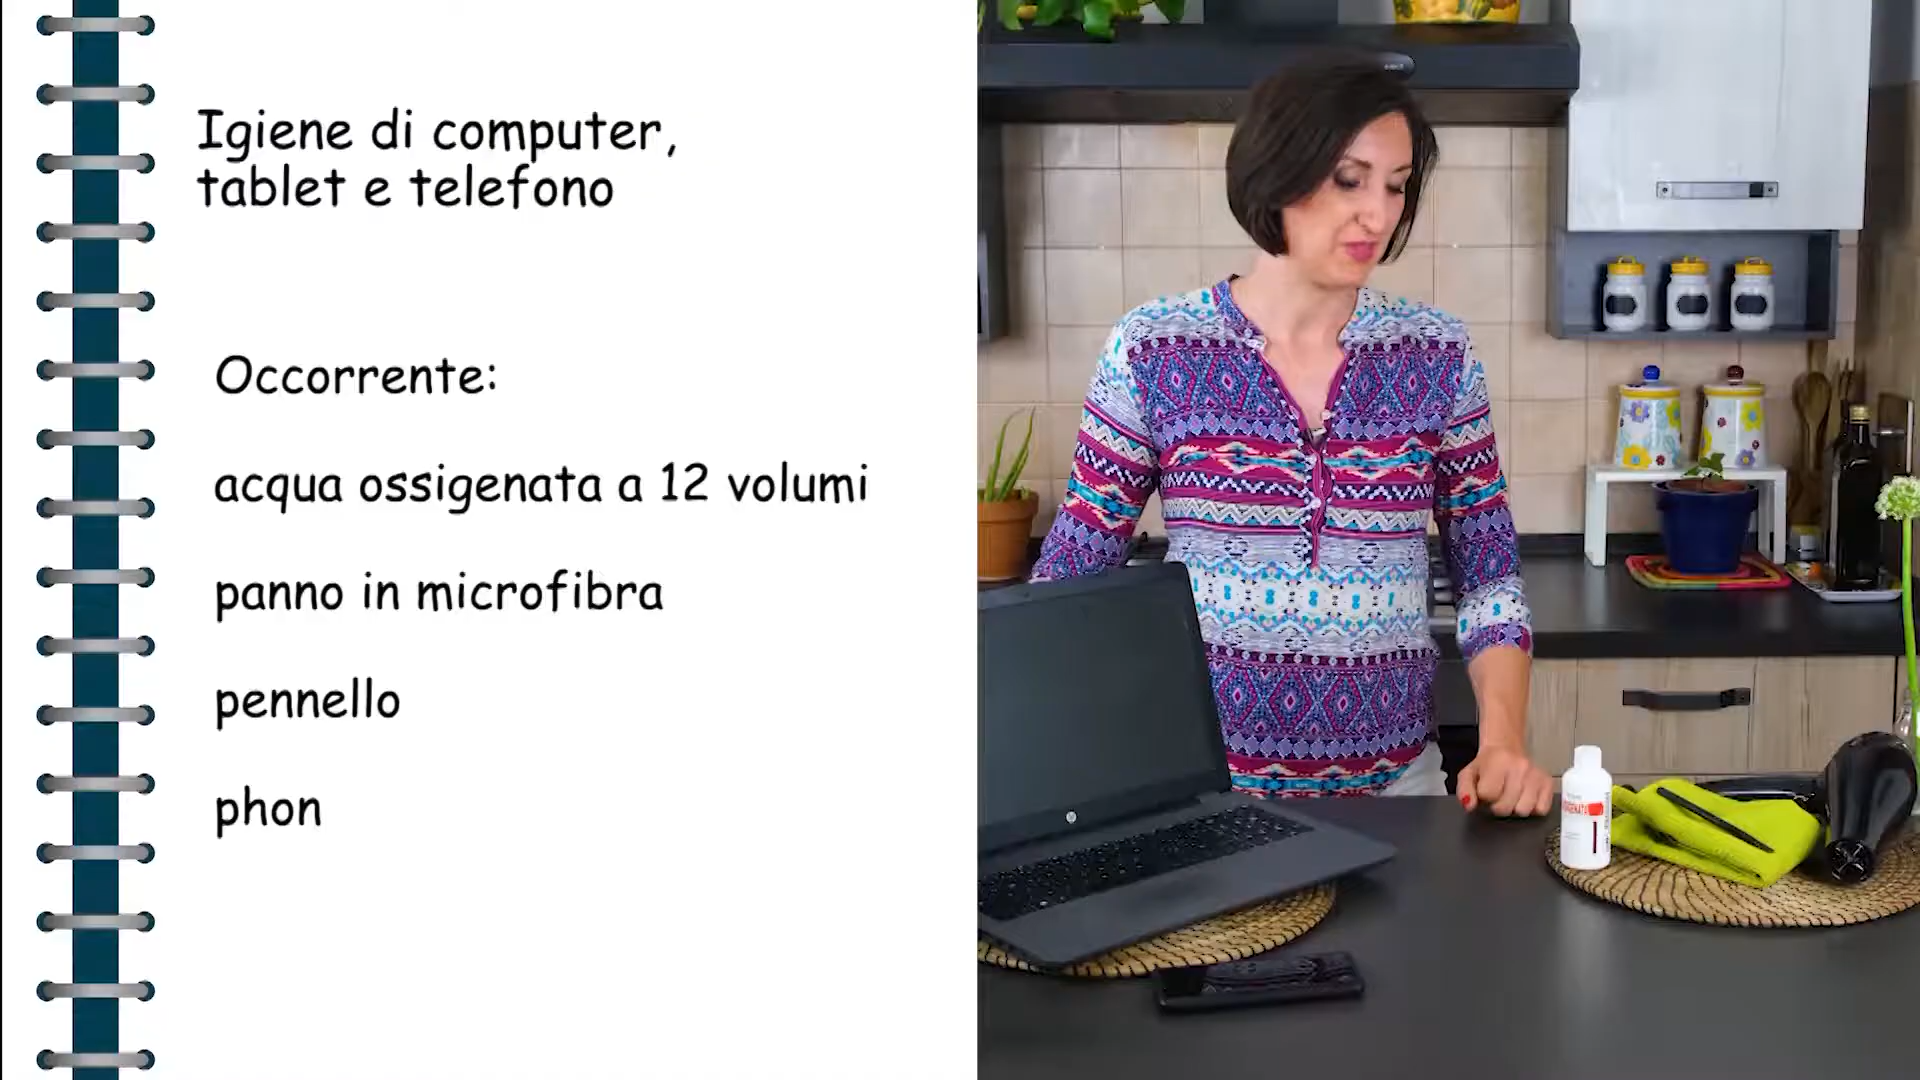 Igiene di computer,
tablet e telefono
Occorrente:
acqua ossigenata a 12 volumi
panno in microfibra
pennello
phon